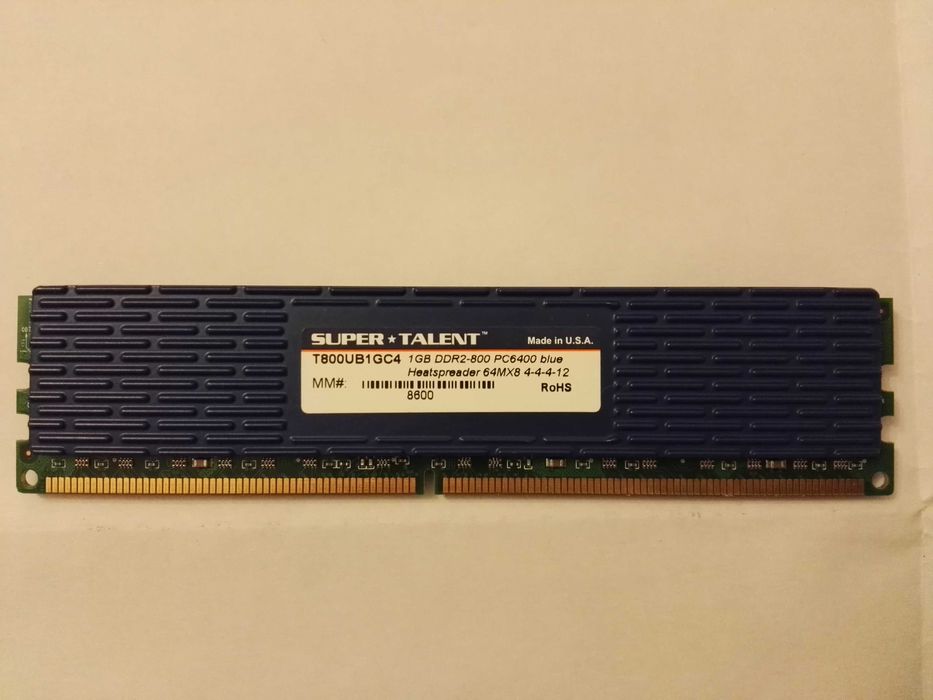 SUPER★TALENT™ Made in U.S.A.
T800UB1GC4 1GB DDR2-800 PC6400 blue
Heatspreader 64MX8 4-4-4-12
MM#: RoHS
8600